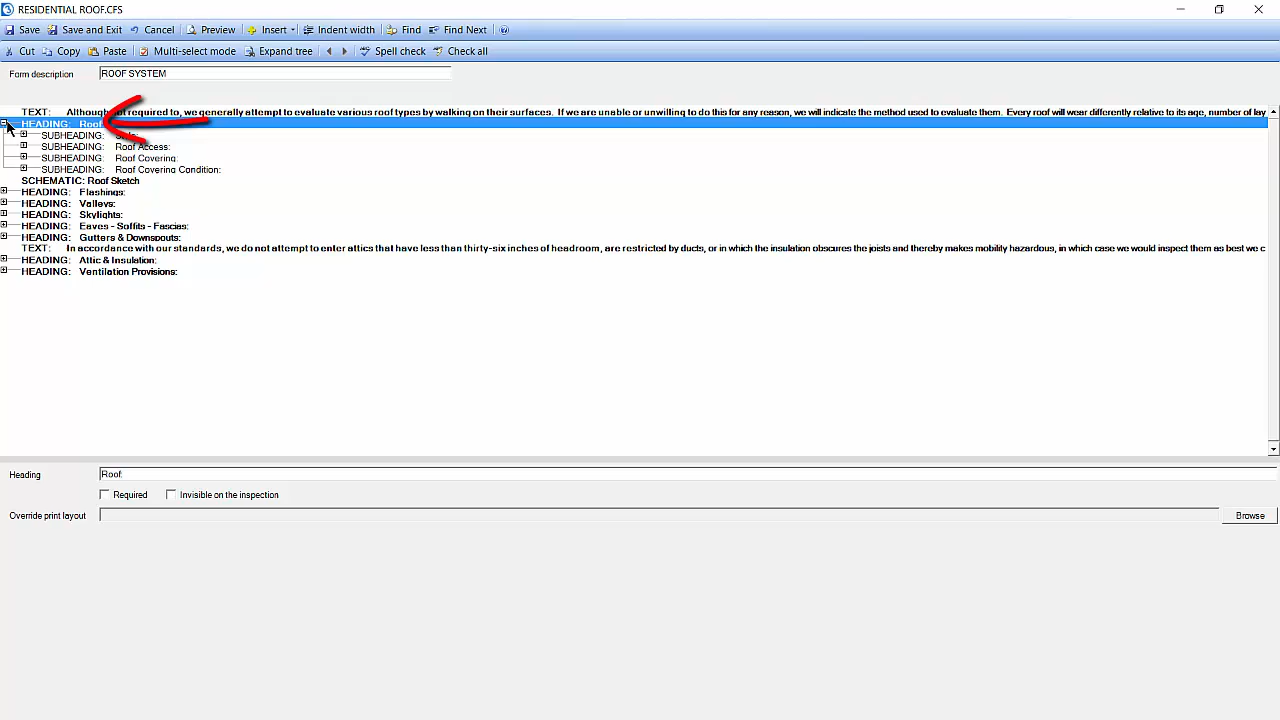 RESIDENTIAL ROOF.CFS
Save Save and Exit Cancel Preview Insert Indent width Find Find Next
Cut Copy Paste Multi-select mode Expand tree Spell check Check all
Form description ROOF SYSTEM
TEXT: Although not required to, we generally attempt to evaluate various roof types by walking on their surfaces. If we are unable or unwilling to do this for any reason, we will indicate the method used to evaluate them. Every roof will wear differently relative to its age, number of lay
HEADING: Roof:
SUBHEADING:
SUBHEADING: Roof Access:
SUBHEADING: Roof Covering:
SUBHEADING: Roof Covering Condition:
SCHEMATIC: Roof Sketch
HEADING: Flashings:
HEADING: Valleys:
HEADING: Skylights:
HEADING: Eaves - Soffits - Fascias:
HEADING: Gutters & Downspouts:
TEXT: In accordance with our standards, we do not attempt to enter attics that have less than thirty-six inches of headroom, are restricted by ducts, or in which the insulation obscures the joists and thereby makes mobility hazardous, in which case we would inspect them as best we c
HEADING: Attic & Insulation:
HEADING: Ventilation Provisions:
Heading Roof:
Required Invisible on the inspection
Override print layout Browse